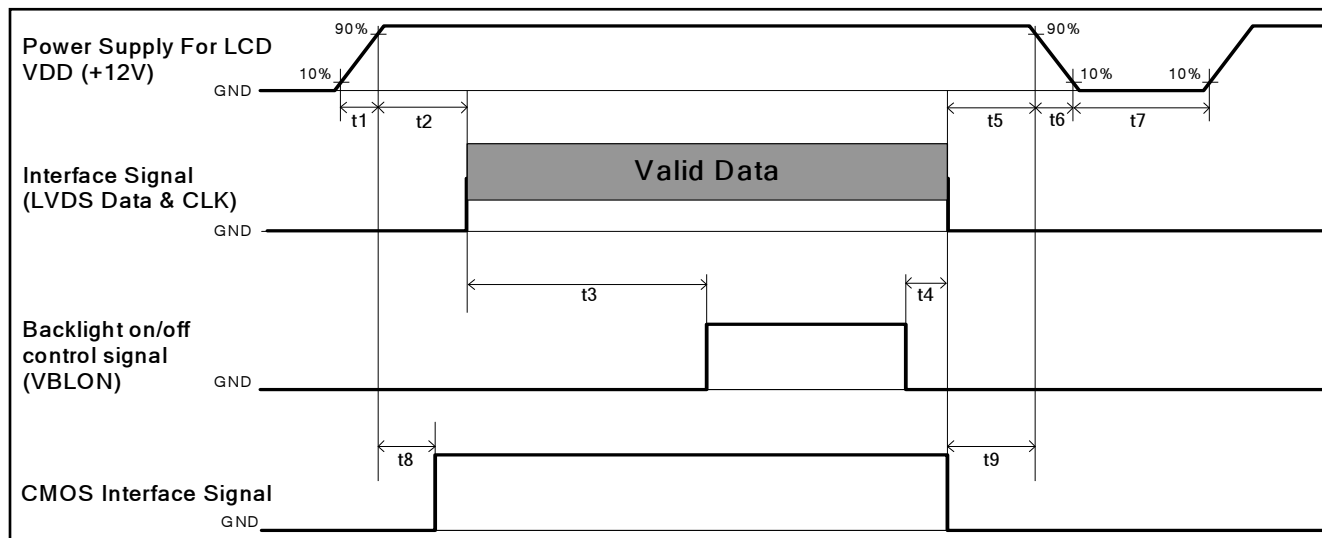 Power Supply For LCD
VDD (+12V)
90%
90%
10%
10%
10%
GND
t1
t2
t5
t6
t7
Valid Data
Interface Signal
(LVDS Data & CLK)
GND
t3
t4
Backlight on/off
control signal
(VBLON)
GND
t8
t9
CMOS Interface Signal
GND